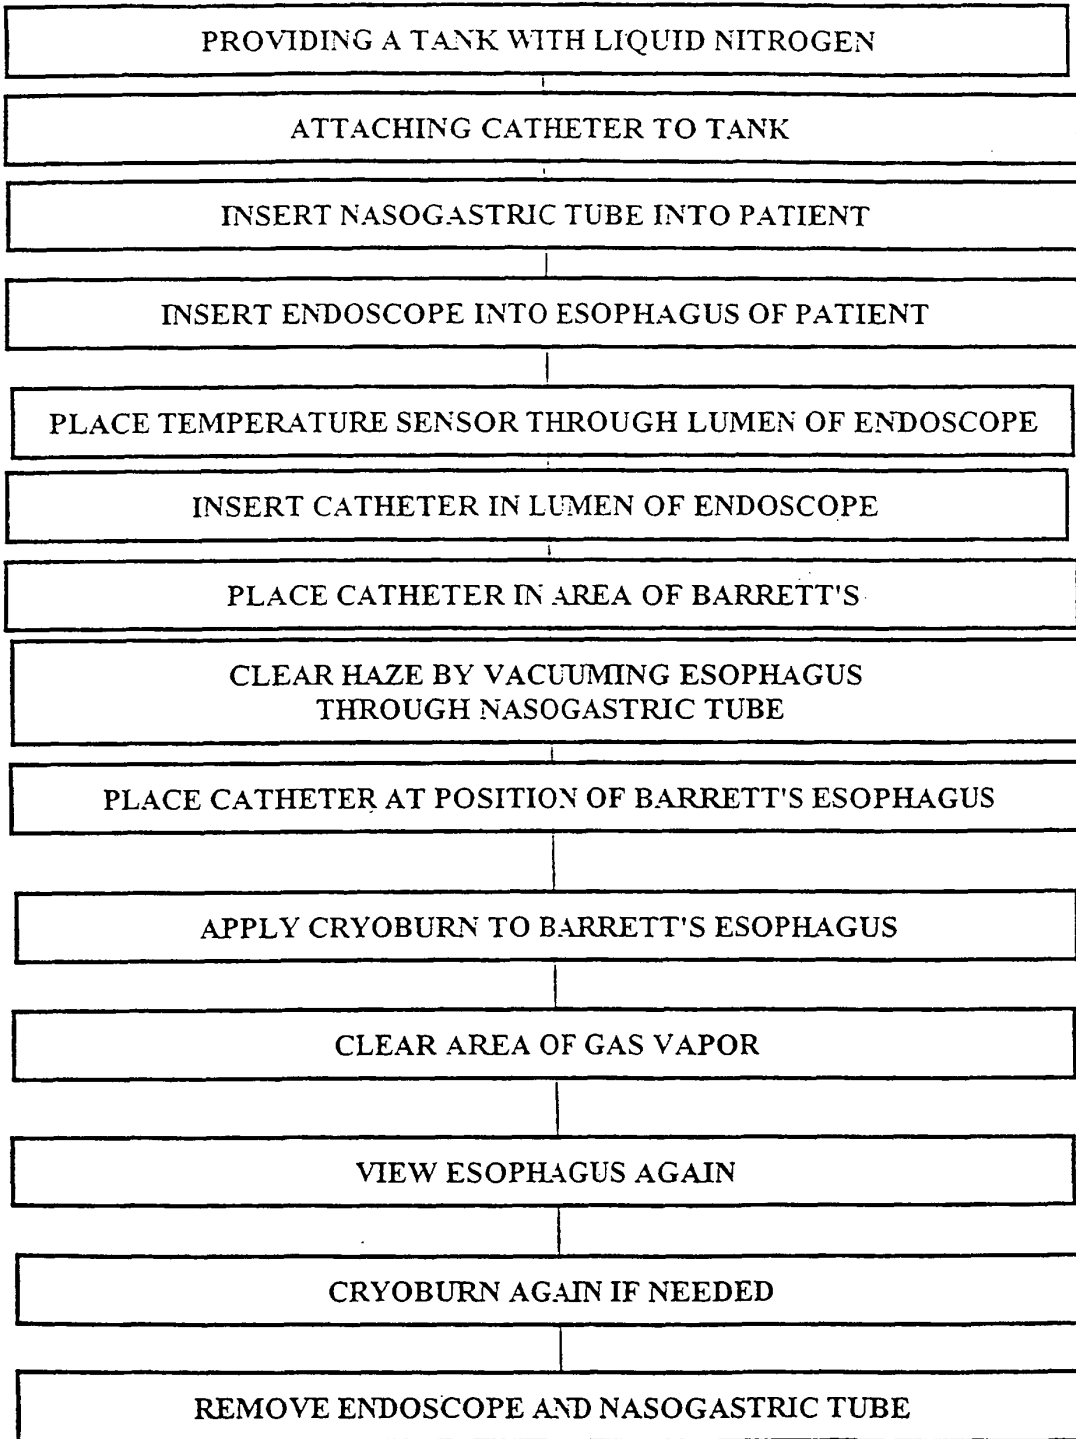 PROVIDING A TANK WITH LIQUID NITROGEN
ATTACHING CATHETER TO TANK
INSERT NASOGASTRIC TUBE INTO PATIENT
INSERT ENDOSCOPE INTO ESOPHAGUS OF PATIENT
PLACE TEMPERATURE SENSOR THROUGH LUMEN OF ENDOSCOPE
INSERT CATHETER IN LUMEN OF ENDOSCOPE
PLACE CATHETER IN AREA OF BARRETT'S
CLEAR HAZE BY VACUUMING ESOPHAGUS
THROUGH NASOGASTRIC TUBE
PLACE CATHETER AT POSITION OF BARRETT'S ESOPHAGUS
APPLY CRYOBURN TO BARRETT'S ESOPHAGUS
CLEAR AREA OF GAS VAPOR
VIEW ESOPHAGUS AGAIN
CRYOBURN AGAIN IF NEEDED
REMOVE ENDOSCOPE AND NASOGASTRIC TUBE